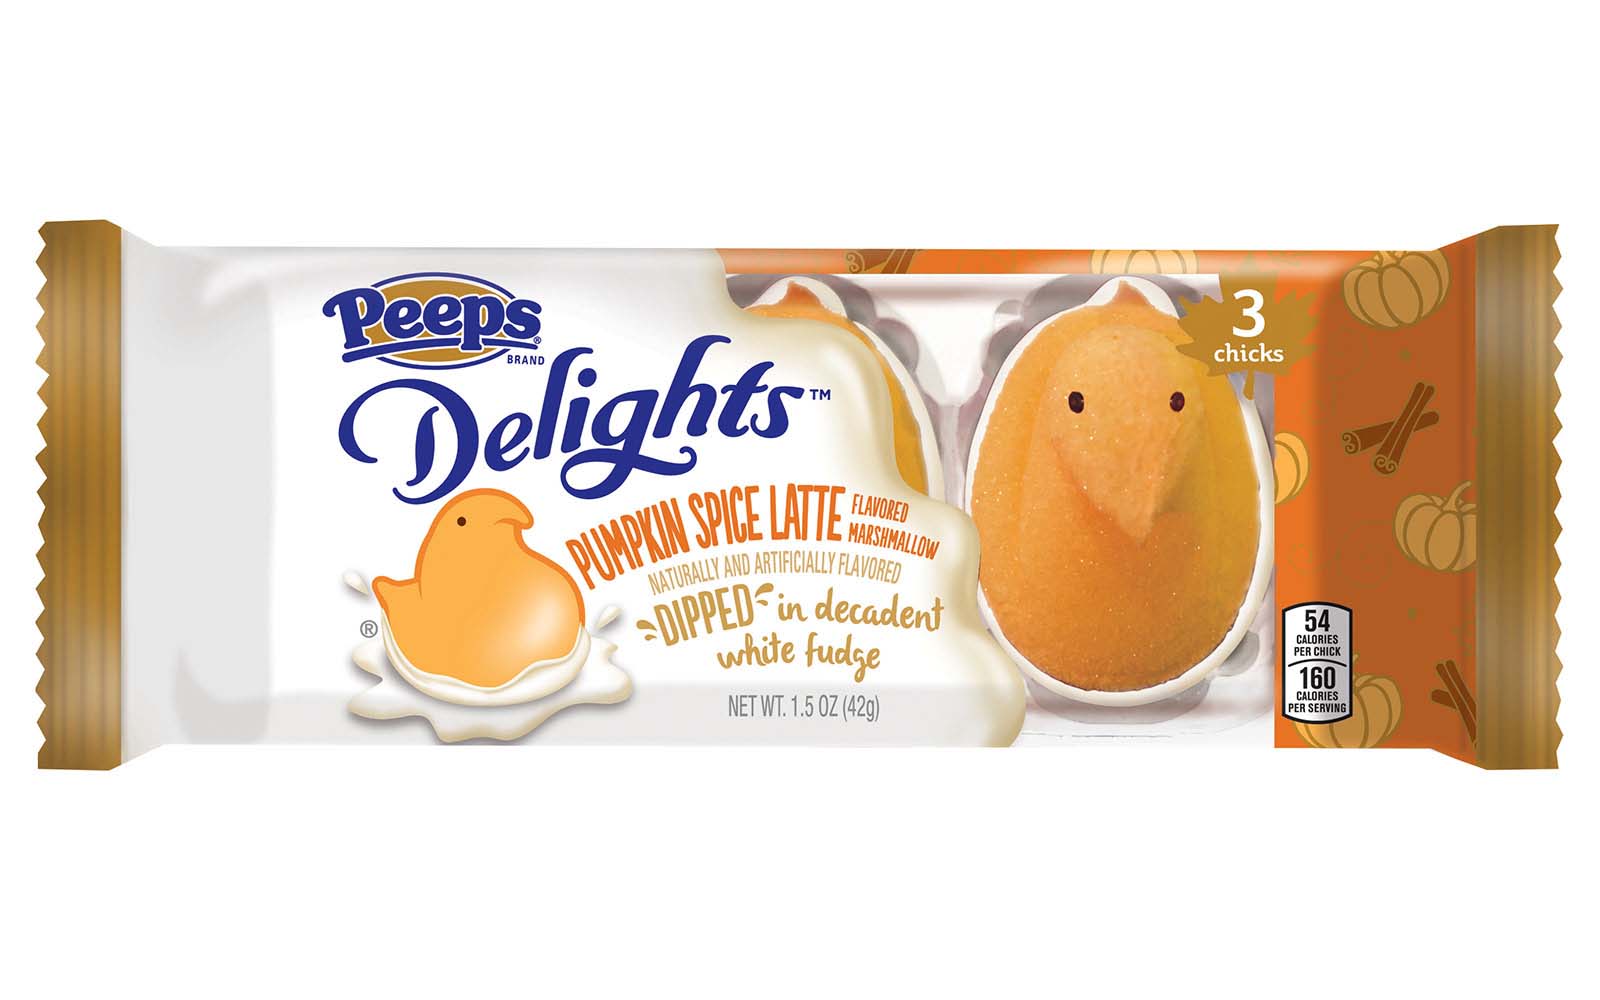 Peeps®
BRAND
Delights™
PUMPKIN SPICE LATTE FLAVORED
MARSHMALLOW
NATURALLY AND ARTIFICIALLY FLAVORED
DIPPED in decadent
white fudge
®
NET WT. 1.5 OZ (42g)
3
chicks
54
CALORIES
PER CHICK
160
CALORIES
PER SERVING